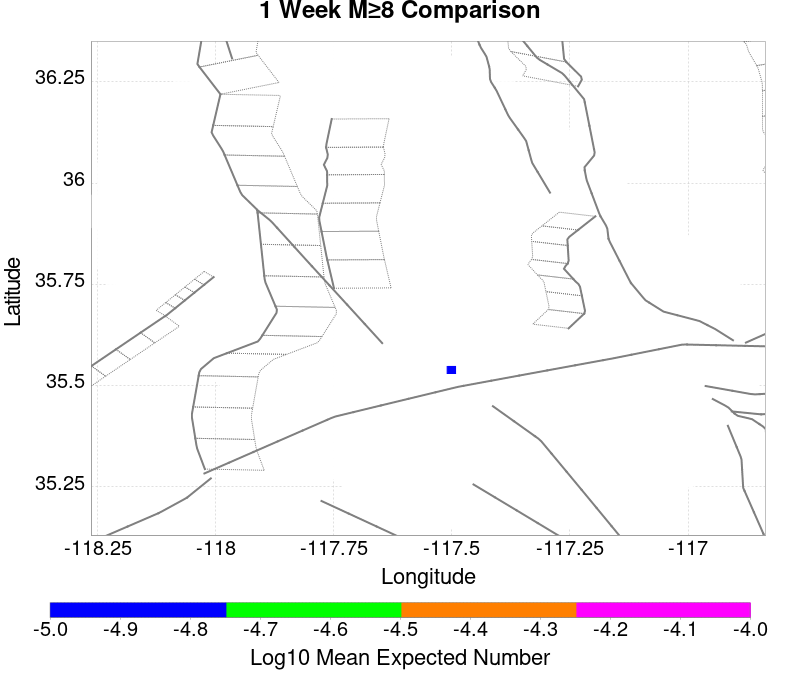 1 Week M≥8 Comparison
36.25
36
35.75
35.5
35.25
Latitude
-118.25 -118 -117.75 -117.5 -117.25 -117
Longitude
-5.0 -4.9 -4.8 -4.7 -4.6 -4.5 -4.4 -4.3 -4.2 -4.1 -4.0
Log10 Mean Expected Number